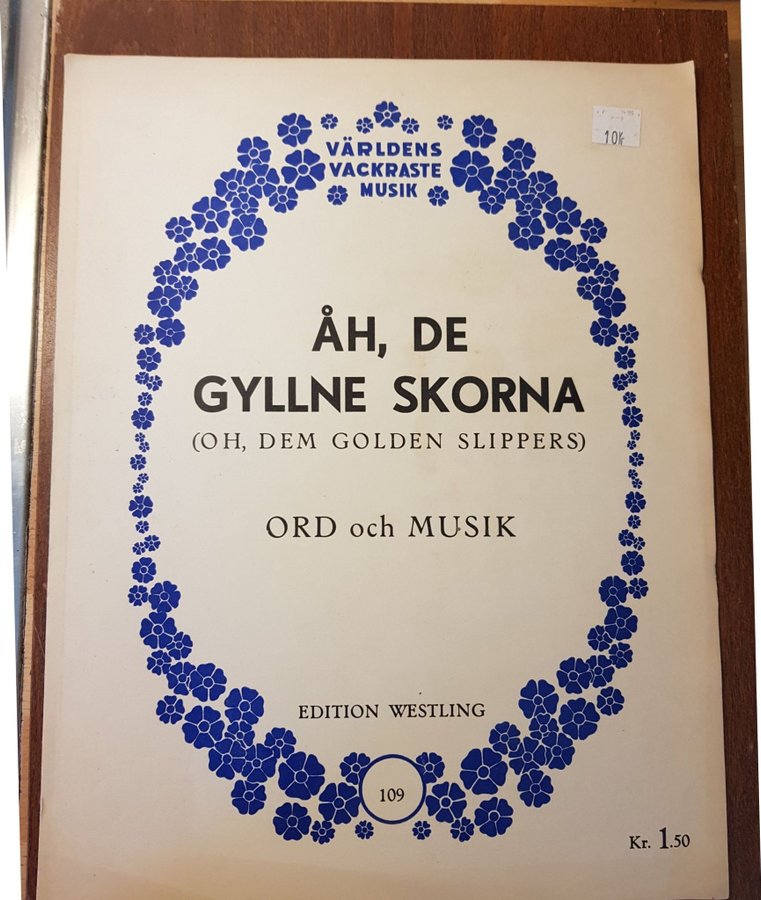 VÄRLDENS
VACKRASTE
MUSIK
10kr
ÅH, DE
GYLLNE SKORNA
(OH, DEM GOLDEN SLIPPERS)
ORD och MUSIK
EDITION WESTLING
109
Kr. 1.50